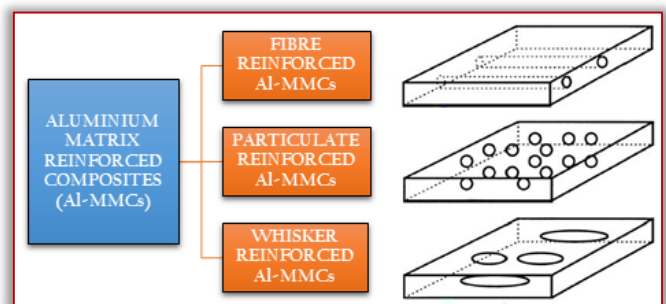 ALUMINIUM
MATRIX
REINFORCED
COMPOSITES
(Al-MMCs)
FIBRE
REINFORCED
Al-MMCs
PARTICULATE
REINFORCED
Al-MMCs
WHISKER
REINFORCED
Al-MMCs